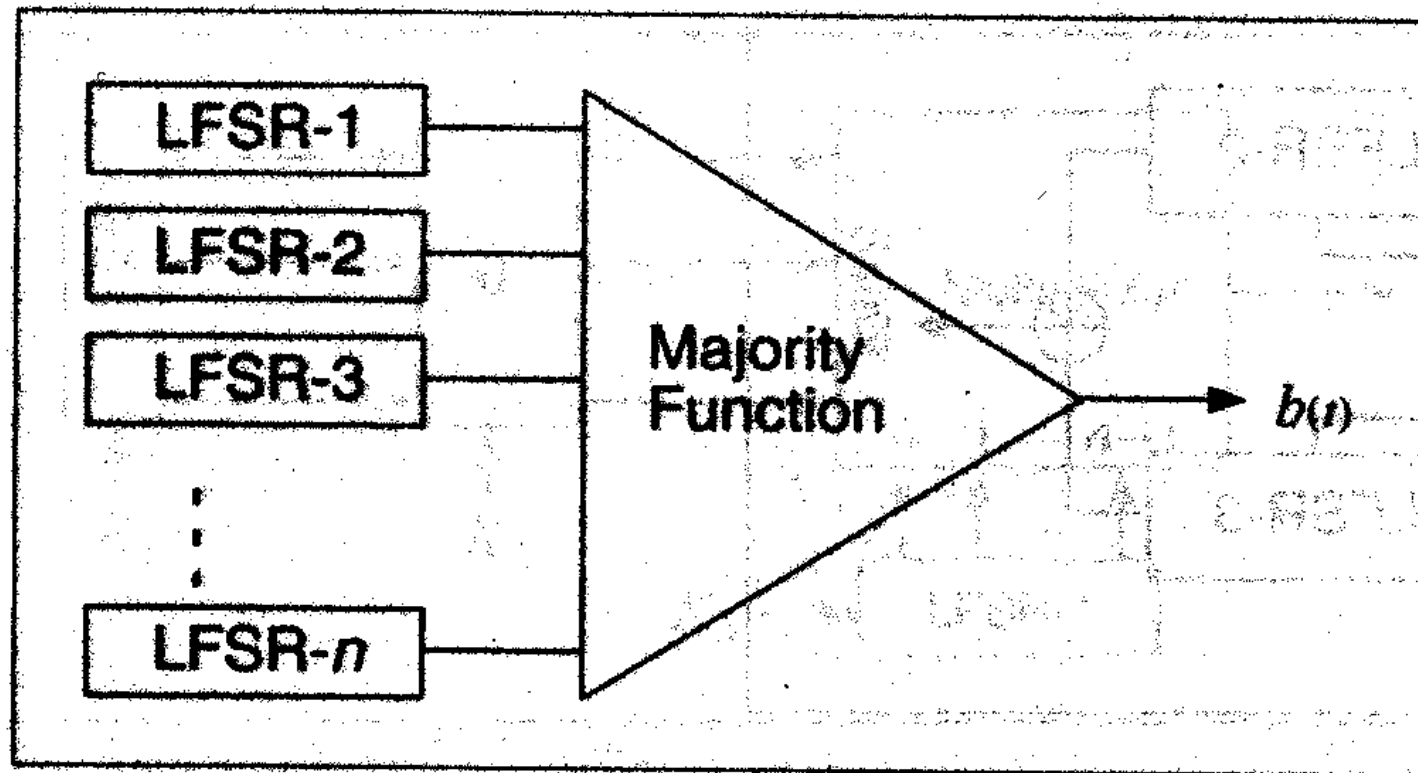 LFSR-1
LFSR-2
LFSR-3
LFSR-n
Majority
Function
b(t)